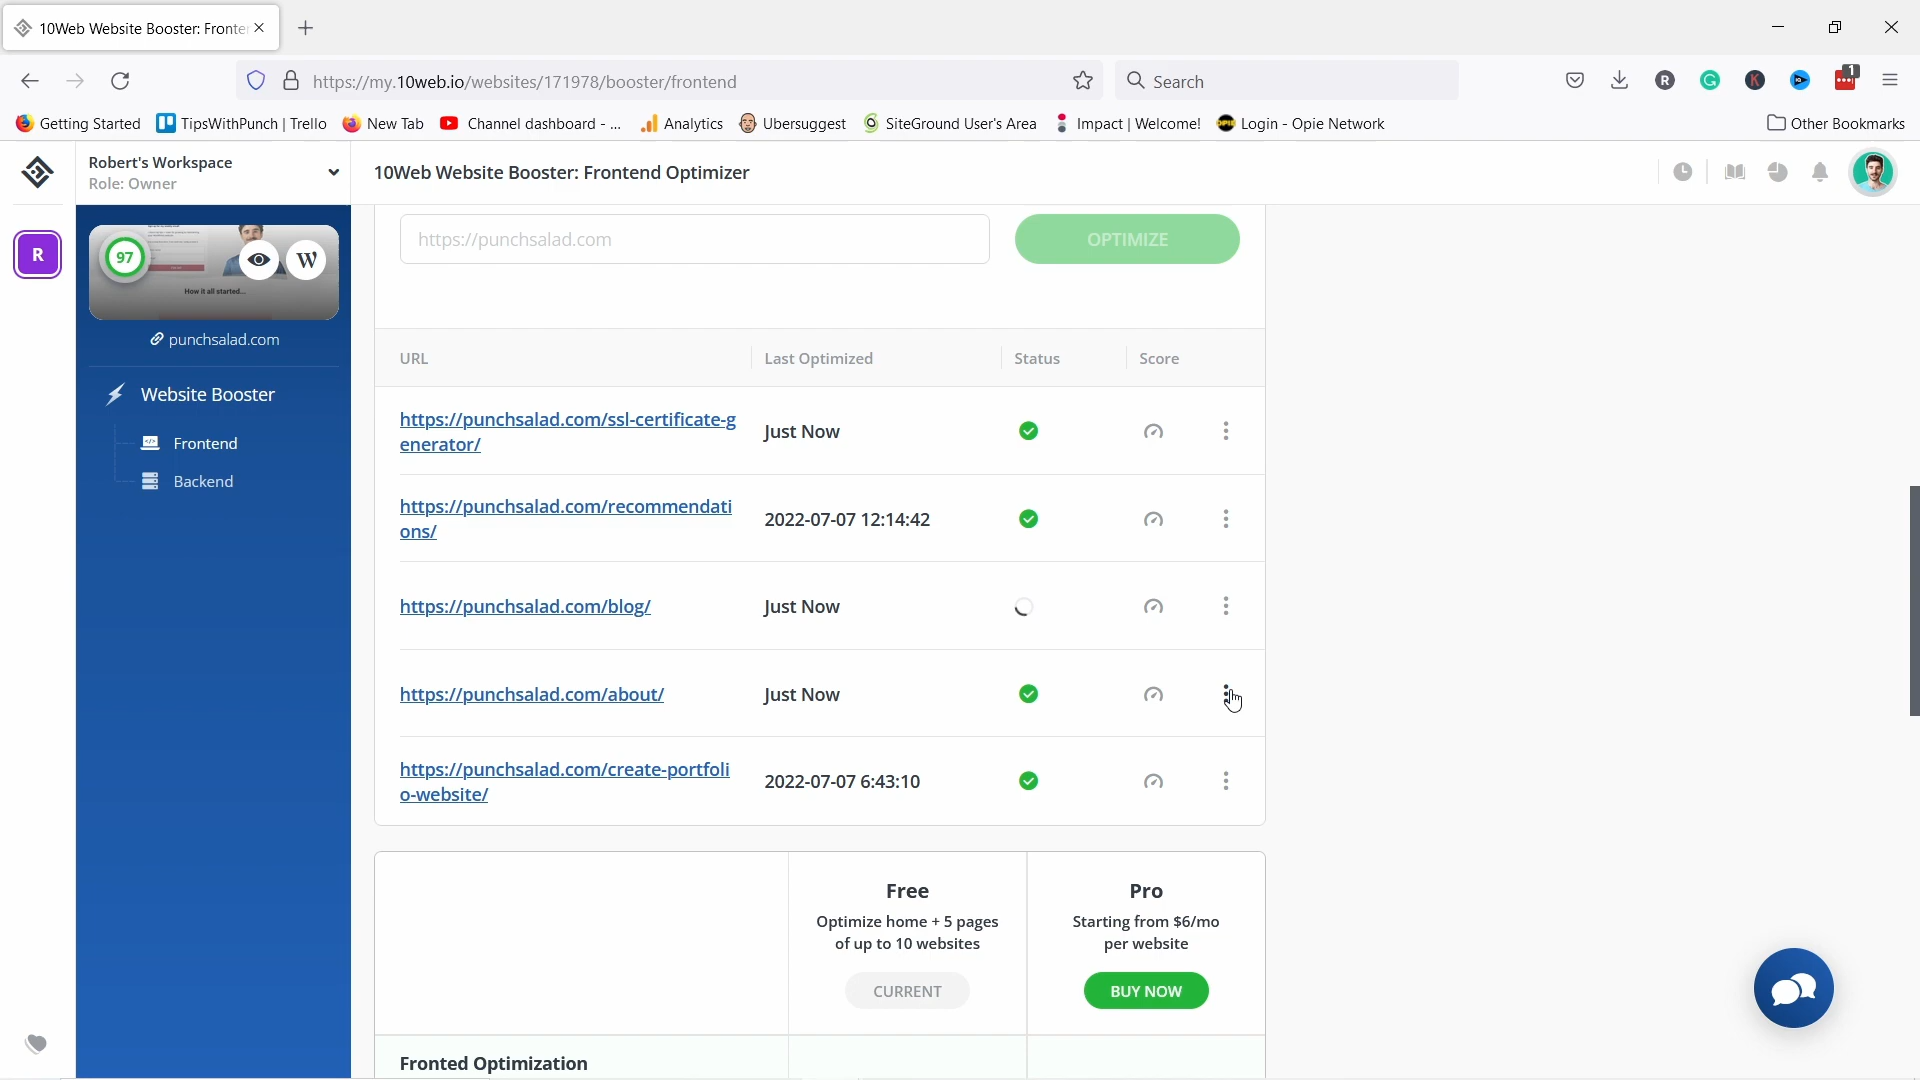 10Web Website Booster: Fronte
https://my.10web.io/websites/171978/booster/frontend
Search
1
Getting Started
TipsWithPunch | Trello
New Tab
Channel dashboard - ...
Analytics
Ubersuggest
SiteGround User's Area
Impact | Welcome!
Login - Opie Network
Other Bookmarks
Robert's Workspace
Role: Owner
10Web Website Booster: Frontend Optimizer
R
97
W
How it all started...
punchsalad.com
Website Booster
Frontend
Backend
https://punchsalad.com
OPTIMIZE
URL
Last Optimized
Status
Score
https://punchsalad.com/ssl-certificate-g
enerator/
Just Now
https://punchsalad.com/recommendati
ons/
2022-07-07 12:14:42
https://punchsalad.com/blog/
Just Now
https://punchsalad.com/about/
Just Now
https://punchsalad.com/create-portfoli
o-website/
2022-07-07 6:43:10
Free
Optimize home + 5 pages
of up to 10 websites
CURRENT
Pro
Starting from $6/mo
per website
BUY NOW
Fronted Optimization